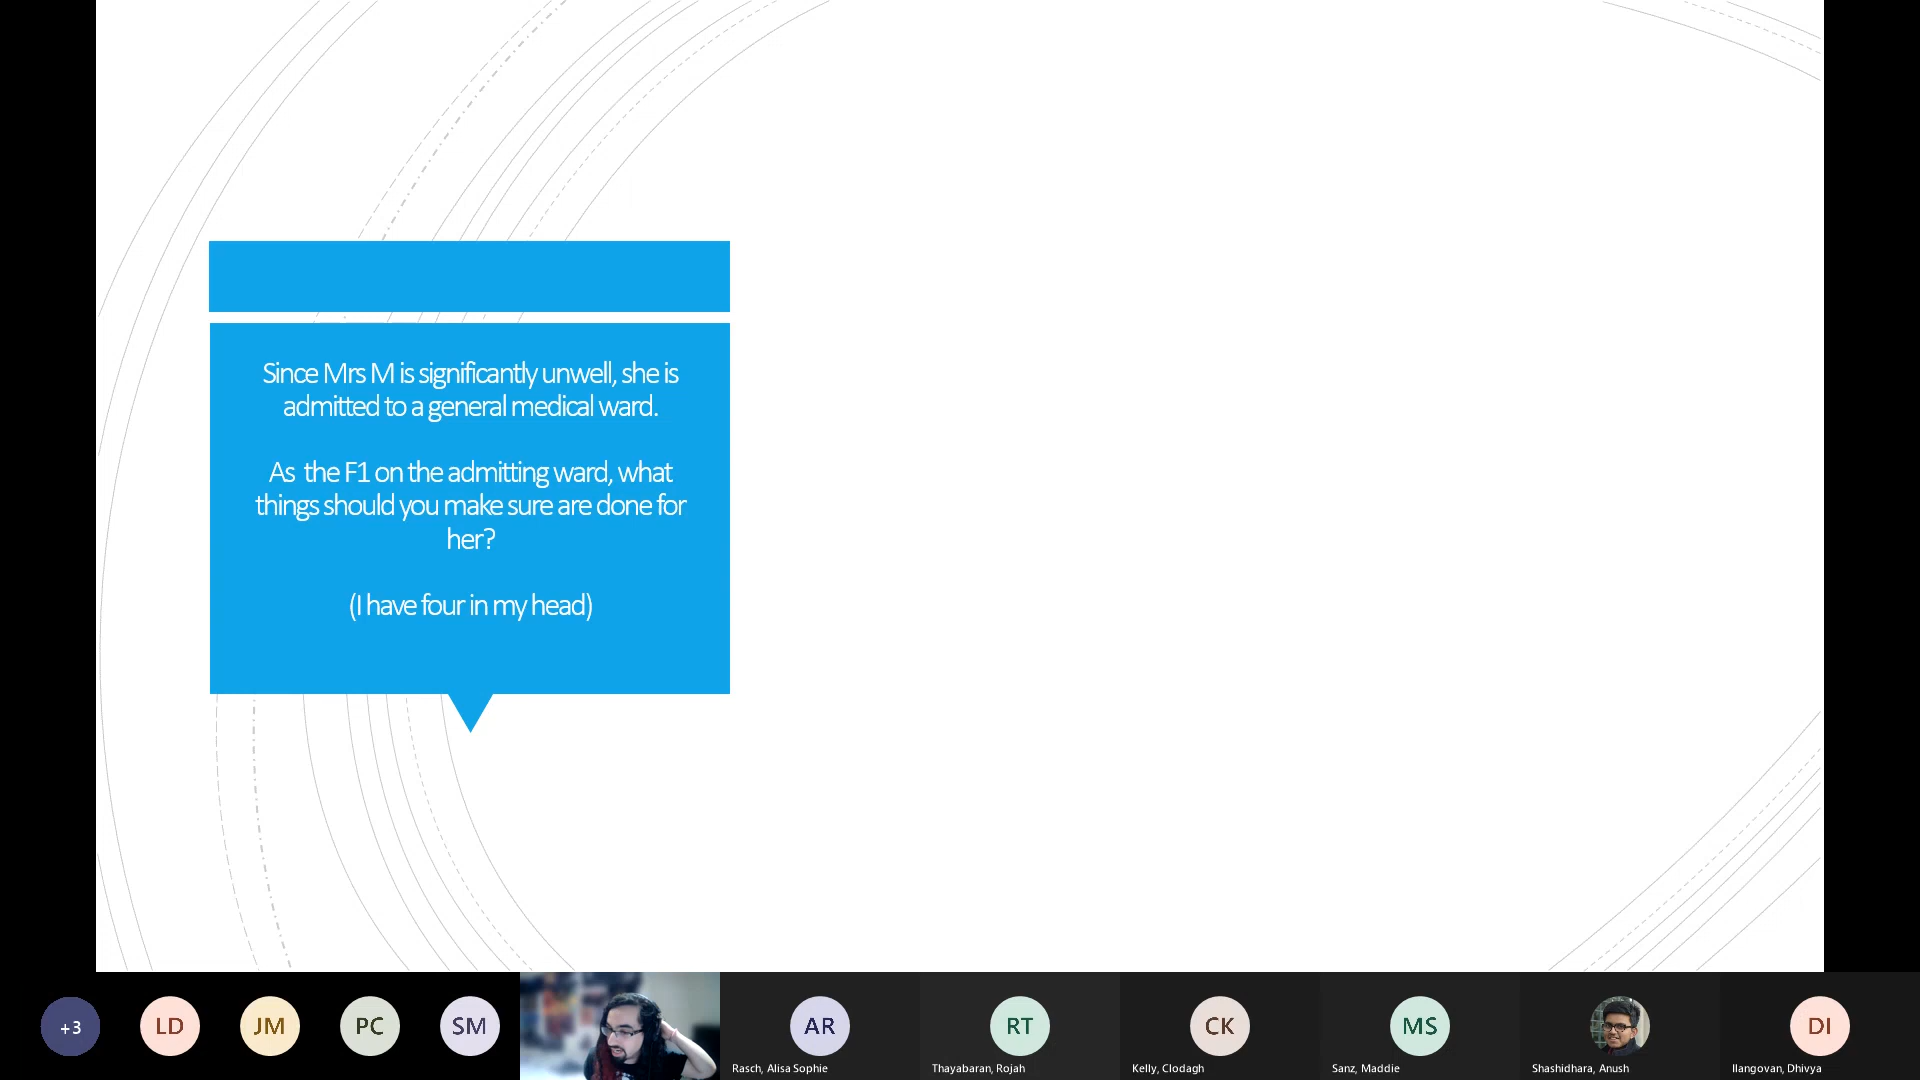 Since Mrs M is significantly unwell, she is
admitted to a general medical ward.
As the F1 on the admitting ward, what
things should you make sure are done for
her?
(I have four in my head)
+3
LD
JM
PC
SM
AR
RT
CK
MS
DI
Rasch, Alisa Sophie
Thayabaran, Rojah
Kelly, Clodagh
Sanz, Maddie
Shashidhara, Anush
Ilangovan, Dhivya